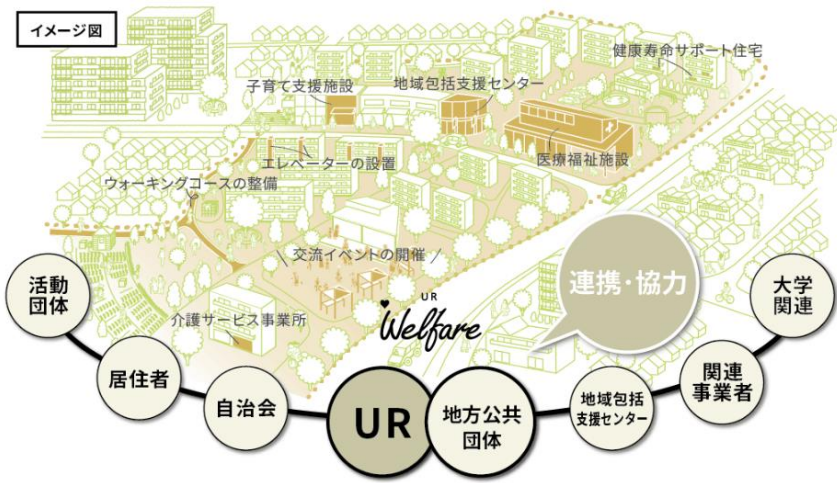 イメージ図
健康寿命サポート住宅
子育て支援施設
地域包括支援センター
エレベーターの設置
医療福祉施設
ウォーキングコースの整備
\ 交流イベントの開催 /
介護サービス事業所
UR
Welfare
連携・協力
活動
団体
居住者
自治会
UR
地方公共
団体
地域包括
支援センター
関連
事業者
大学
関連